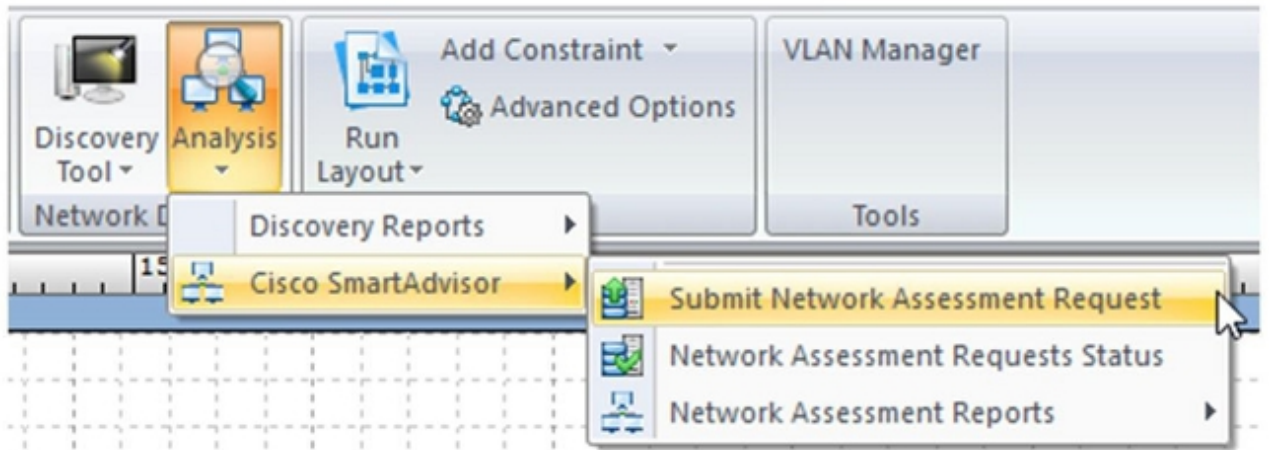 Discovery
Tool
Analysis
Run
Layout
Add Constraint
Advanced Options
VLAN Manager
Network D
Tools
Discovery Reports
15
Cisco SmartAdvisor
Submit Network Assessment Request
Network Assessment Requests Status
Network Assessment Reports